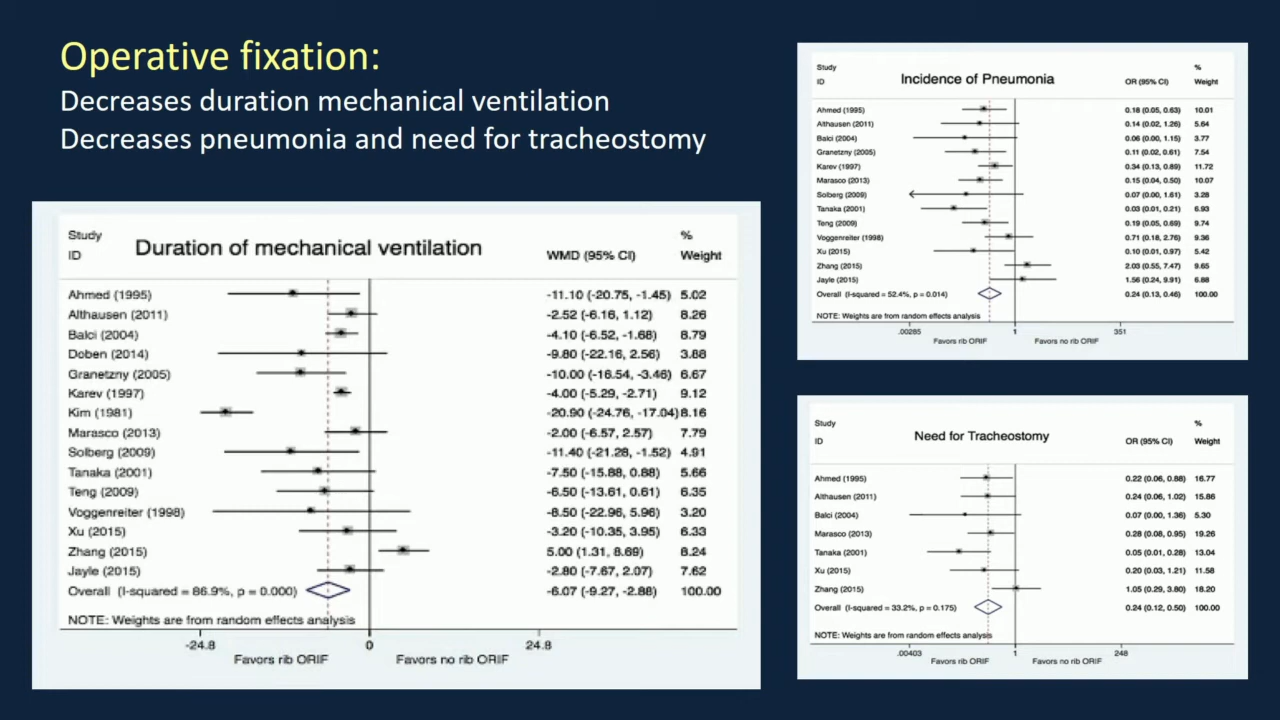 Operative fixation:
Decreases duration mechanical ventilation
Decreases pneumonia and need for tracheostomy
Study
ID
Duration of mechanical ventilation
WMD (95% CI)
%
Weight
Ahmed (1995) -11.10 (-20.75, -1.45) 5.02
Althausen (2011) -2.52 (-6.16, 1.12) 8.26
Balci (2004) -4.10 (-6.52, -1.68) 8.79
Doben (2014) -9.80 (-22.16, 2.56) 3.88
Granetzny (2005) -10.00 (-16.54, -3.46) 6.67
Karev (1997) -4.00 (-5.29, -2.71) 9.12
Kim (1981) -20.90 (-24.76, -17.04) 8.16
Marasco (2013) -2.00 (-6.57, 2.57) 7.79
Solberg (2009) -11.40 (-21.28, -1.52) 4.91
Tanaka (2001) -7.50 (-15.88, 0.88) 5.66
Teng (2009) -6.50 (-13.61, 0.61) 6.35
Voggenreiter (1998) -8.50 (-22.96, 5.96) 3.20
Xu (2015) -3.20 (-10.35, 3.95) 6.33
Zhang (2015) 5.00 (1.31, 8.69) 8.24
Jayle (2015) -2.80 (-7.67, 2.07) 7.62
Overall (I-squared = 86.9%, p = 0.000) -6.07 (-9.27, -2.88) 100.00
NOTE: Weights are from random effects analysis
-24.8 0 24.8
Favors rib ORIF Favors no rib ORIF
Study
ID
Incidence of Pneumonia
OR (95% CI)
%
Weight
Ahmed (1995) 0.18 (0.05, 0.63) 10.01
Althausen (2011) 0.14 (0.02, 1.26) 5.64
Balci (2004) 0.06 (0.00, 1.15) 3.77
Granetzny (2005) 0.11 (0.02, 0.61) 7.54
Karev (1997) 0.34 (0.13, 0.89) 11.72
Marasco (2013) 0.15 (0.04, 0.50) 10.07
Solberg (2009) 0.07 (0.00, 1.61) 3.28
Tanaka (2001) 0.03 (0.01, 0.21) 6.93
Teng (2009) 0.19 (0.05, 0.69) 9.74
Voggenreiter (1998) 0.71 (0.18, 2.76) 9.36
Xu (2015) 0.10 (0.01, 0.97) 5.42
Zhang (2015) 2.03 (0.55, 7.47) 9.65
Jayle (2015) 1.56 (0.24, 9.91) 6.88
Overall (I-squared = 52.4%, p = 0.014) 0.24 (0.13, 0.46) 100.00
NOTE: Weights are from random effects analysis
.00285 1 351
Favors rib ORIF Favors no rib ORIF
Study
ID
Need for Tracheostomy
OR (95% CI)
%
Weight
Ahmed (1995) 0.22 (0.06, 0.88) 16.77
Althausen (2011) 0.24 (0.06, 1.02) 15.86
Balci (2004) 0.07 (0.00, 1.36) 5.30
Marasco (2013) 0.28 (0.08, 0.95) 19.26
Tanaka (2001) 0.05 (0.01, 0.28) 13.04
Xu (2015) 0.20 (0.03, 1.21) 11.58
Zhang (2015) 1.05 (0.29, 3.80) 18.20
Overall (I-squared = 33.2%, p = 0.175) 0.24 (0.12, 0.50) 100.00
NOTE: Weights are from random effects analysis
.00403 1 248
Favors rib ORIF Favors no rib ORIF